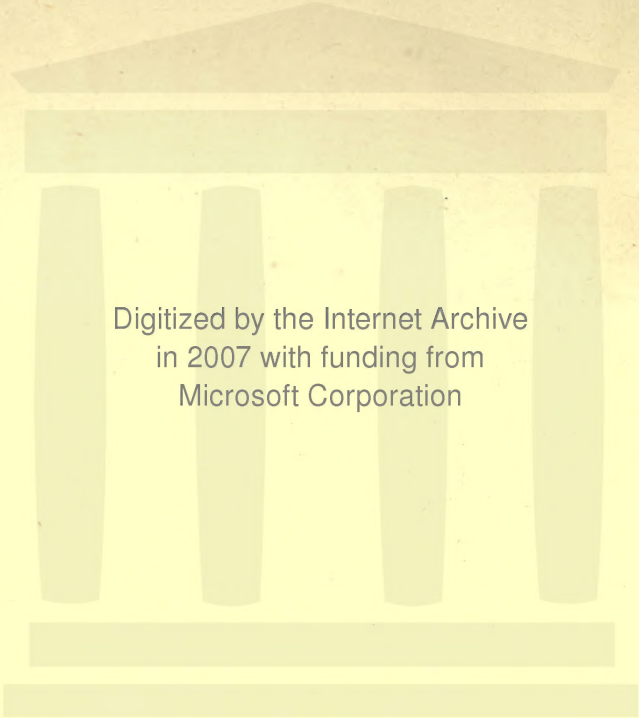 Digitized by the Internet Archive
in 2007 with funding from
Microsoft Corporation